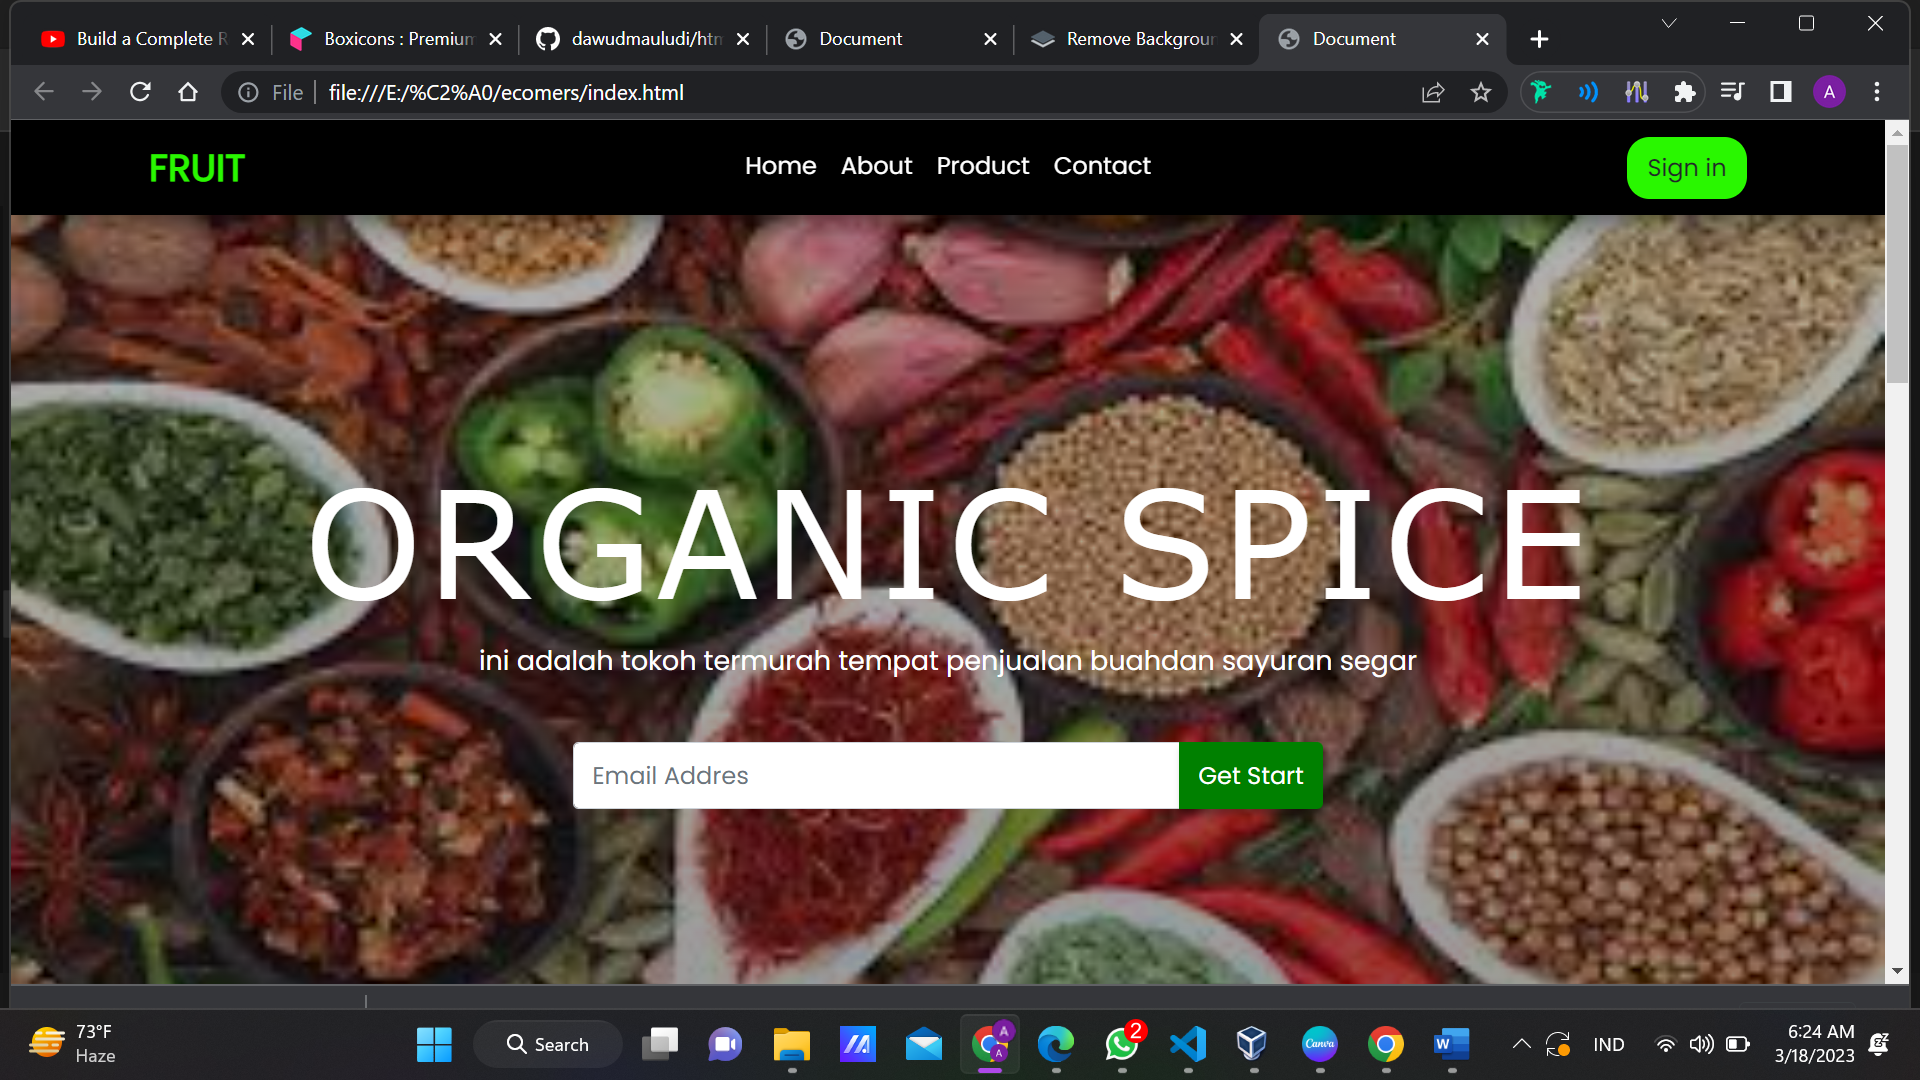 Build a Complete R
Boxicons : Premium
dawudmauludi/htm
Document
Remove Backgroun
Document
File
file:///E:/%C2%A0/ecomers/index.html
A
FRUIT
Home About Product Contact
Sign in
ORGANIC SPICE
ini adalah tokoh termurah tempat penjualan buahdan sayuran segar
Email Addres
Get Start
73°F
Haze
Search
A
A
2
Canva
W
IND
6:24 AM
3/18/2023